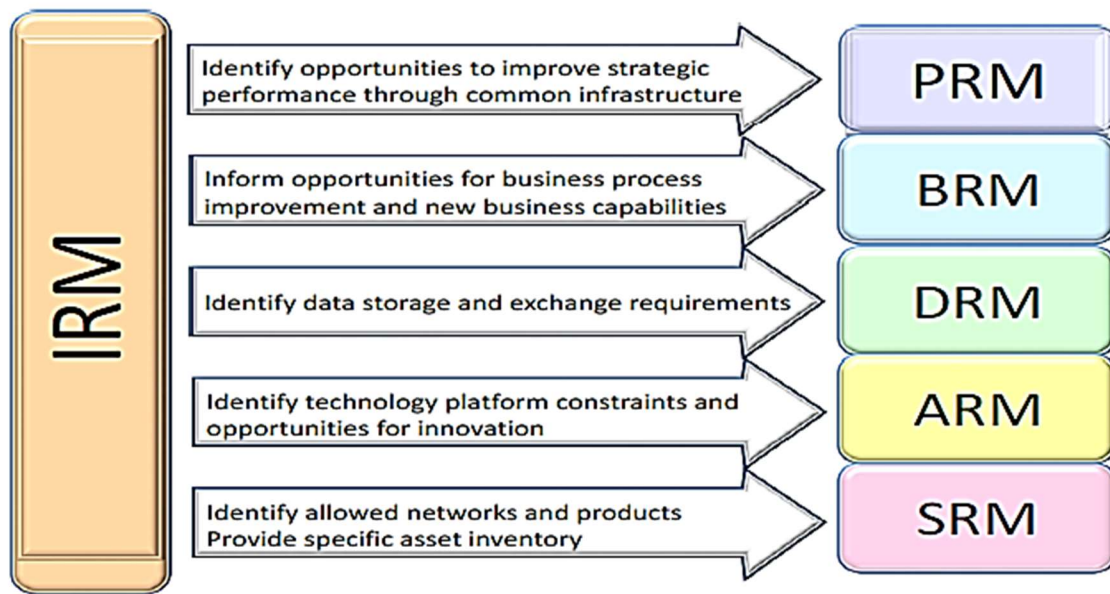 IRM
Identify opportunities to improve strategic
performance through common infrastructure
PRM
Inform opportunities for business process
improvement and new business capabilities
BRM
Identify data storage and exchange requirements
DRM
Identify technology platform constraints and
opportunities for innovation
ARM
Identify allowed networks and products
Provide specific asset inventory
SRM